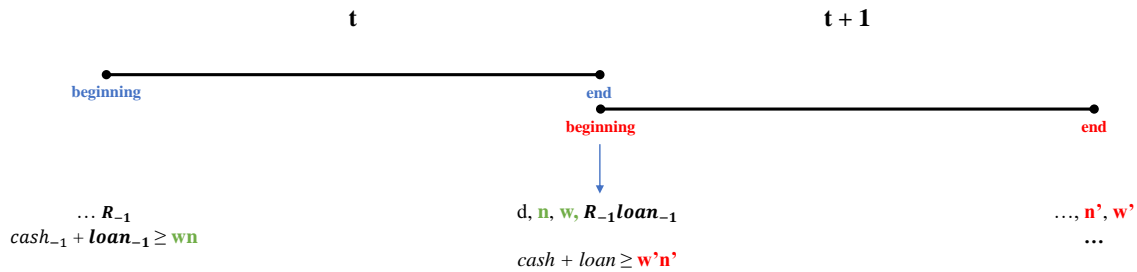 t t + 1
beginning end
beginning end
… R₋₁ d, n, w, R₋₁loan₋₁ …, n’, w’
cash₋₁ + loan₋₁ ≥ wn …
cash + loan ≥ w’n’